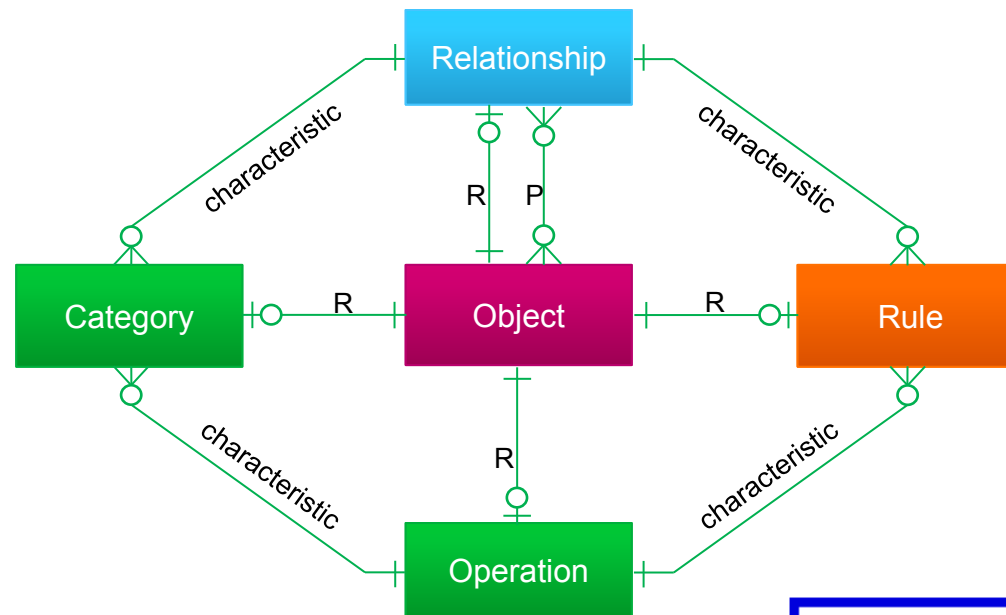 Relationship
characteristic
characteristic
R
P
Category
R
Object
R
Rule
R
characteristic
characteristic
Operation